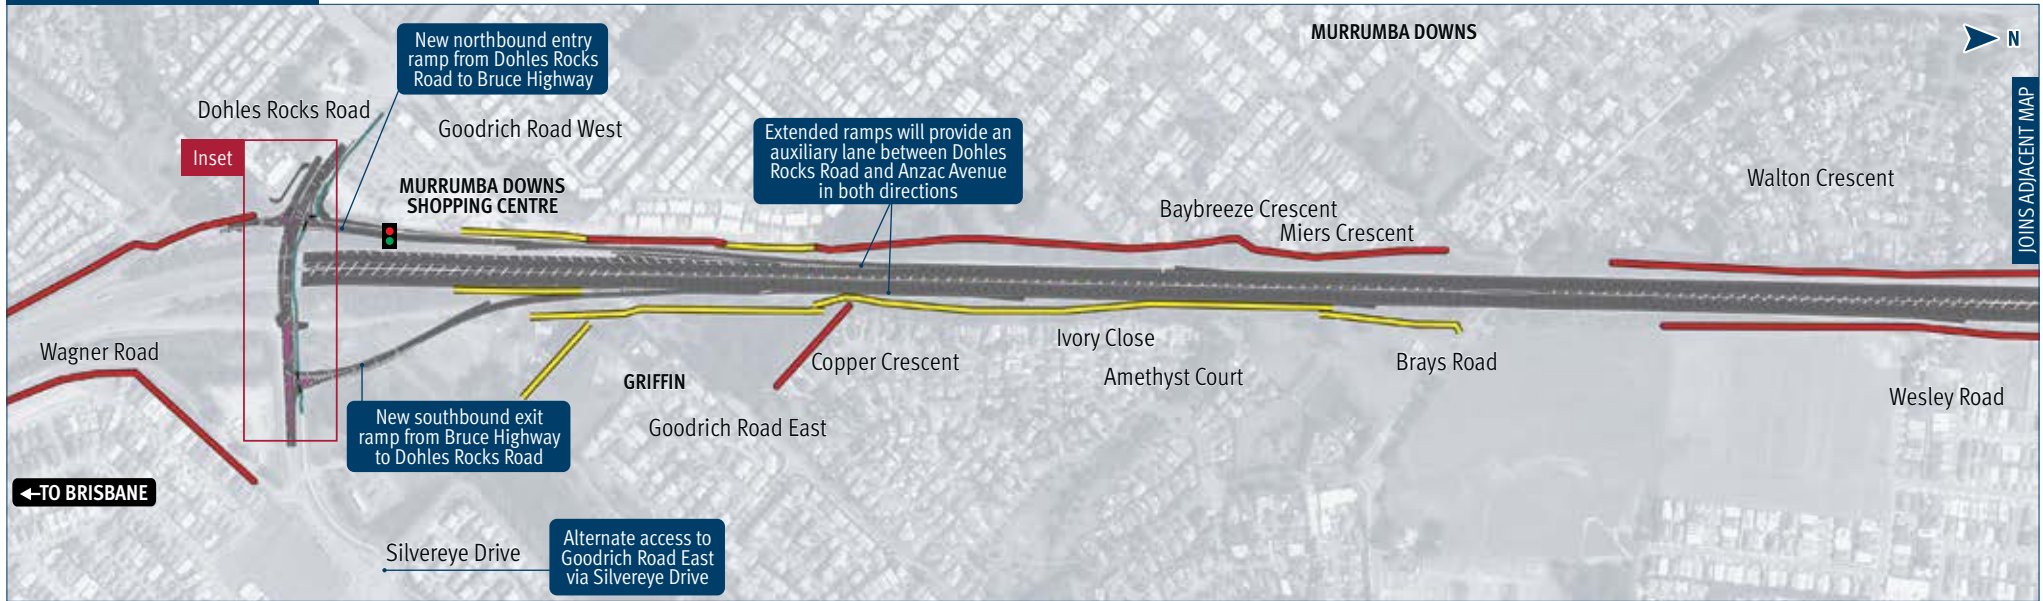 MURRUMBA DOWNS
N
New northbound entry
ramp from Dohles Rocks
Road to Bruce Highway
JOINS ADJACENT MAP
Dohles Rocks Road
Goodrich Road West
Extended ramps will provide an
auxiliary lane between Dohles
Rocks Road and Anzac Avenue
in both directions
Inset
MURRUMBA DOWNS
SHOPPING CENTRE
Walton Crescent
Baybreeze Crescent
Miers Crescent
Wagner Road
Ivory Close
Copper Crescent
Brays Road
Amethyst Court
GRIFFIN
Wesley Road
New southbound exit
ramp from Bruce Highway
to Dohles Rocks Road
Goodrich Road East
←TO BRISBANE
Silvereye Drive
Alternate access to
Goodrich Road East
via Silvereye Drive